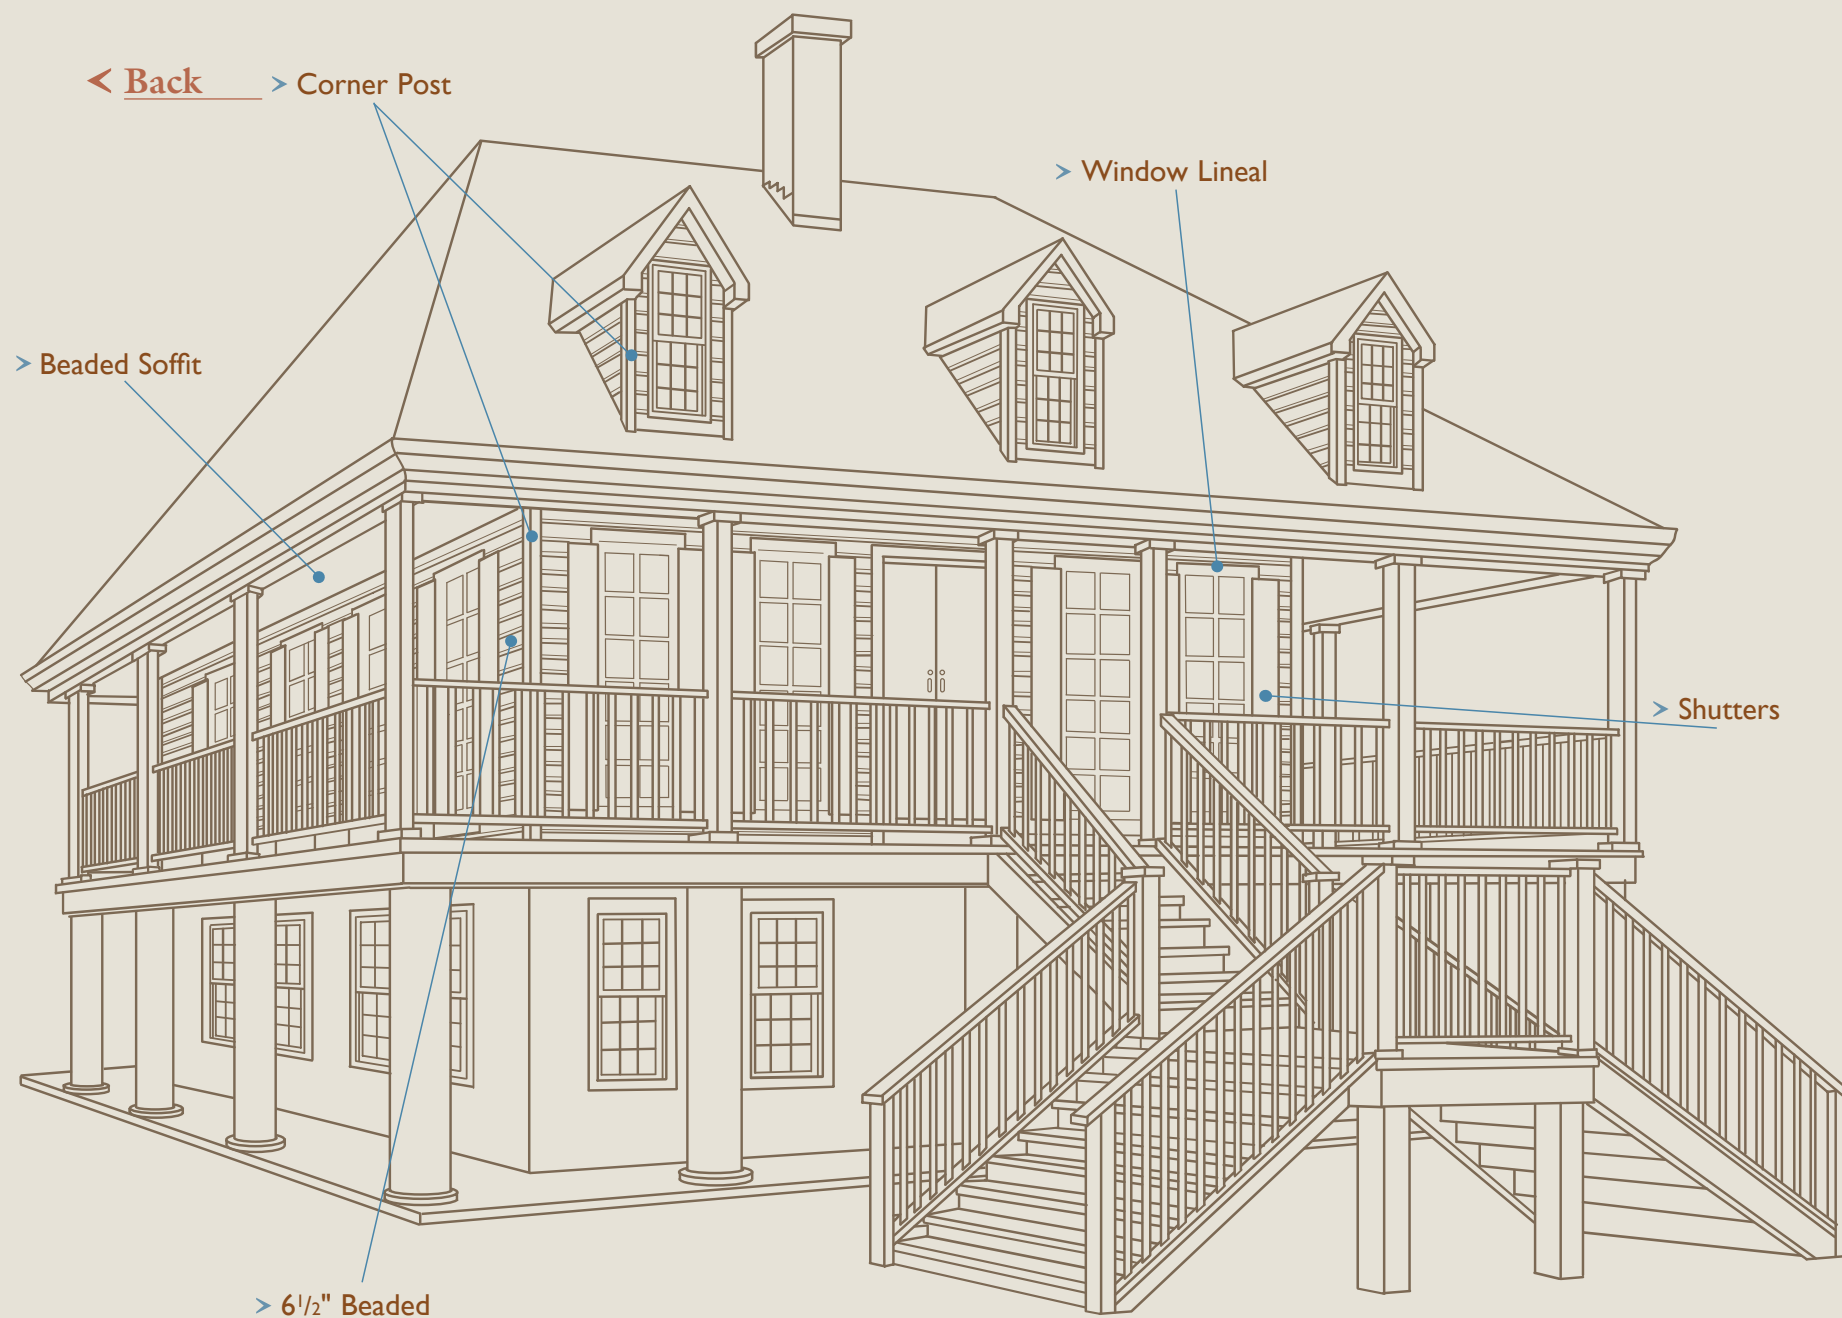 Back
> Corner Post
> Window Lineal
> Beaded Soffit
> Shutters
> 6 1/2" Beaded